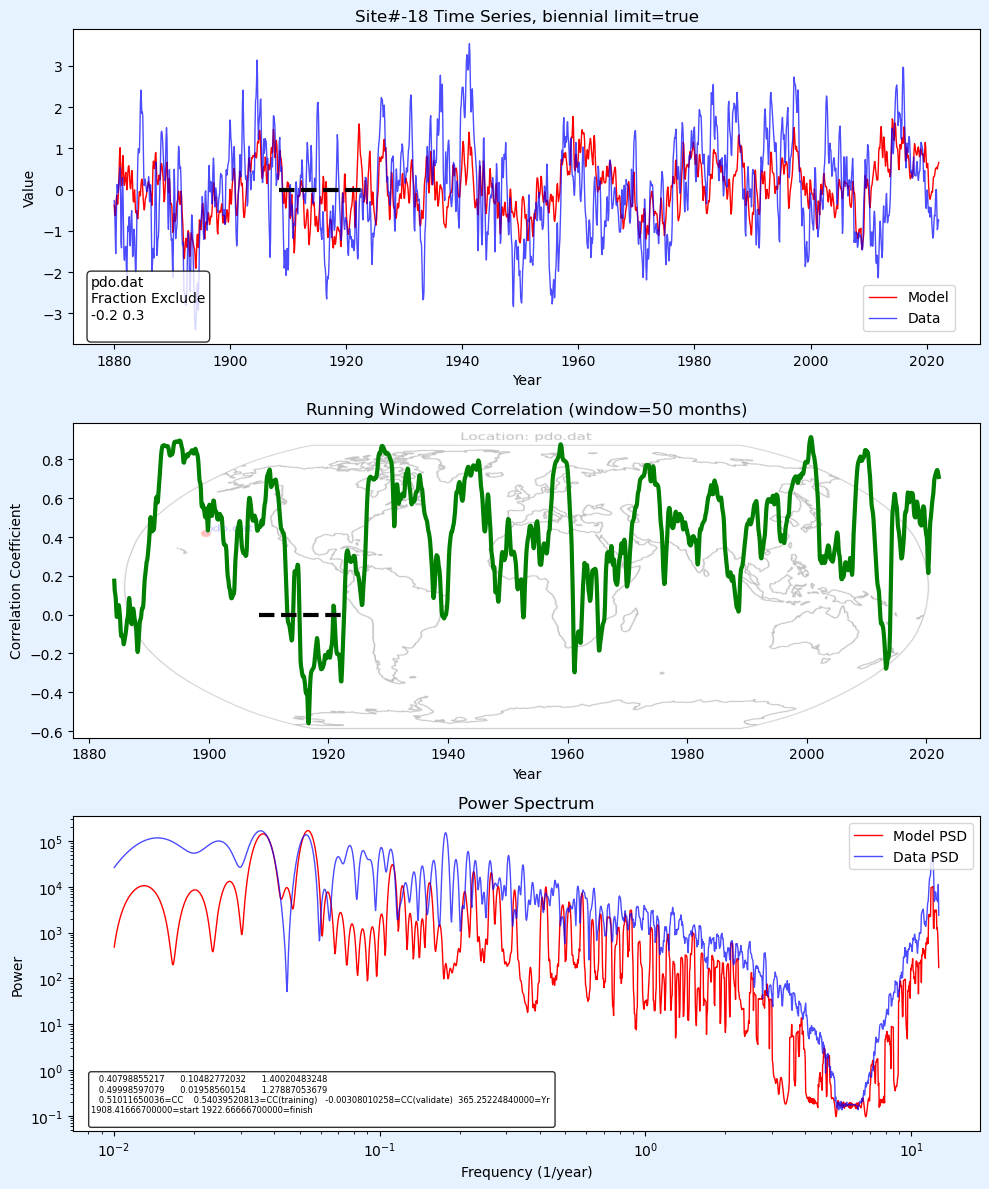 Site#-18 Time Series, biennial limit=true
Value
3
2
1
0
−1
−2
−3
pdo.dat
Fraction Exclude
-0.2 0.3
Model
Data
1880 1900 1920 1940 1960 1980 2000 2020
Year
Running Windowed Correlation (window=50 months)
Location: pdo.dat
Correlation Coefficient
0.8
0.6
0.4
0.2
0.0
−0.2
−0.4
−0.6
1880 1900 1920 1940 1960 1980 2000 2020
Year
Power Spectrum
Model PSD
Data PSD
Power
10⁵
10⁴
10³
10²
10¹
10⁰
10⁻¹
0.40798855217 0.10482772032 1.40020483248
0.49998597079 0.01958560154 1.27887053679
0.51011650036=CC 0.54039520813=CC(training) -0.00308010258=CC(validate) 365.25224840000=Yr
1908.41666700000=start 1922.66666700000=finish
10⁻² 10⁻¹ 10⁰ 10¹
Frequency (1/year)